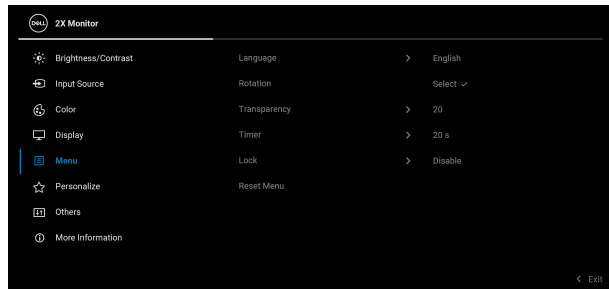 DELL 2X Monitor
Brightness/Contrast Language > English
Input Source Rotation Select ✓
Color Transparency > 20
Display Timer > 20 s
Menu Lock > Disable
Personalize Reset Menu
Others
More Information
< Exit